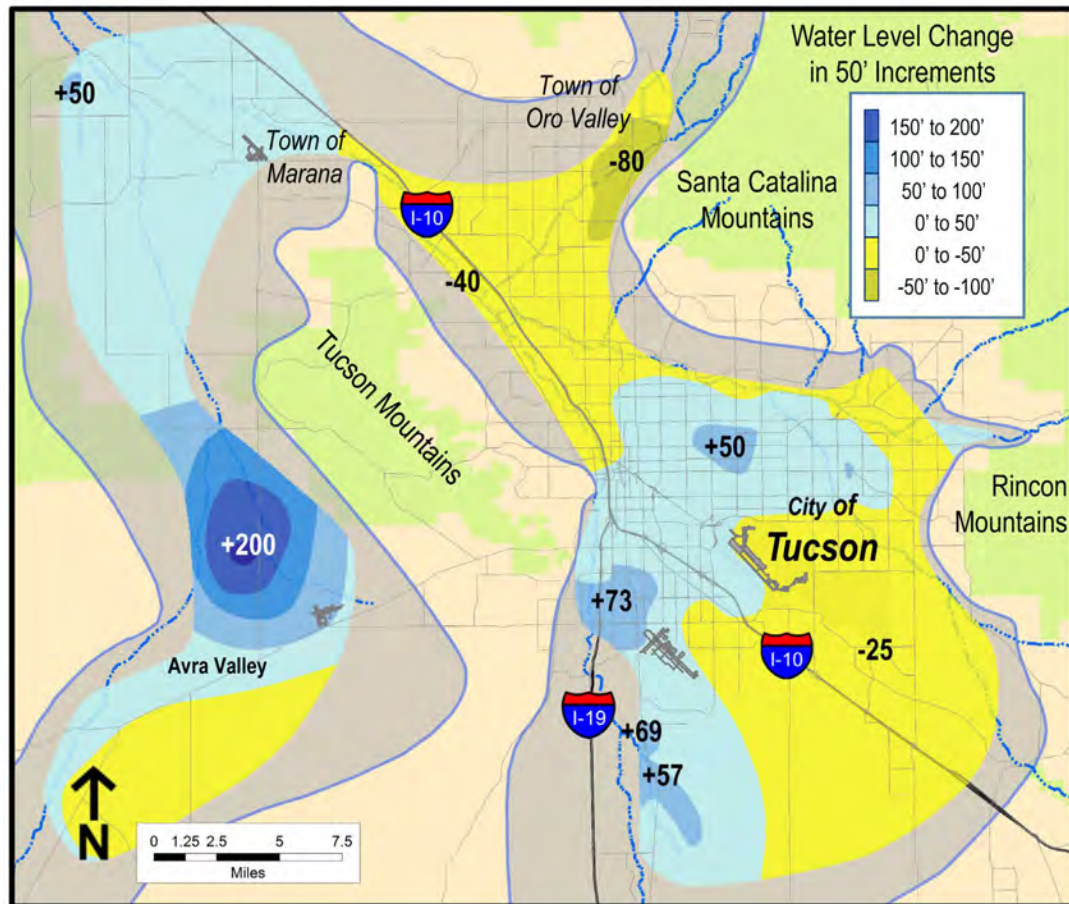 Water Level Change
in 50' Increments
150' to 200'
100' to 150'
50' to 100'
0' to 50'
0' to -50'
-50' to -100'
+50
Town of
Marana
Town of
Oro Valley
-80
Santa Catalina
Mountains
I-10
-40
Tucson Mountains
+50
City of
Tucson
Rincon
Mountains
+200
+73
Avra Valley
I-10
-25
I-19
+69
+57
N
0 1.25 2.5 5 7.5
Miles